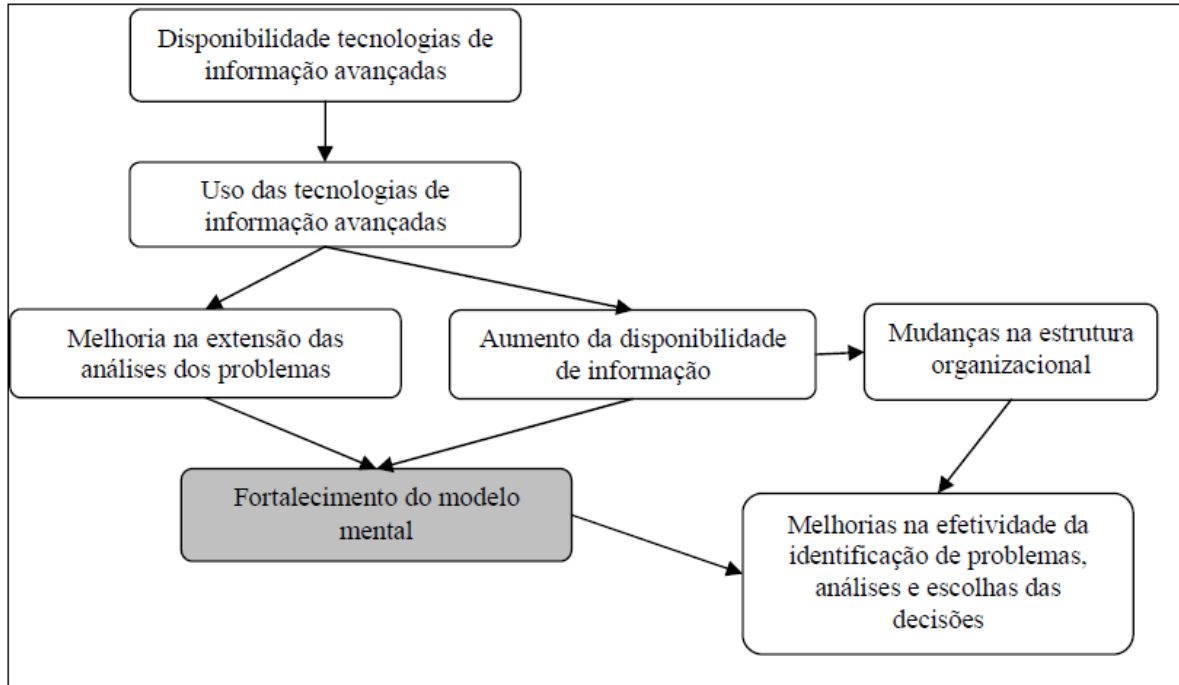 Disponibilidade tecnologias de
informação avançadas
Uso das tecnologias de
informação avançadas
Melhoria na extensão das
análises dos problemas
Aumento da disponibilidade
de informação
Mudanças na estrutura
organizacional
Fortalecimento do modelo
mental
Melhorias na efetividade da
identificação de problemas,
análises e escolhas das
decisões